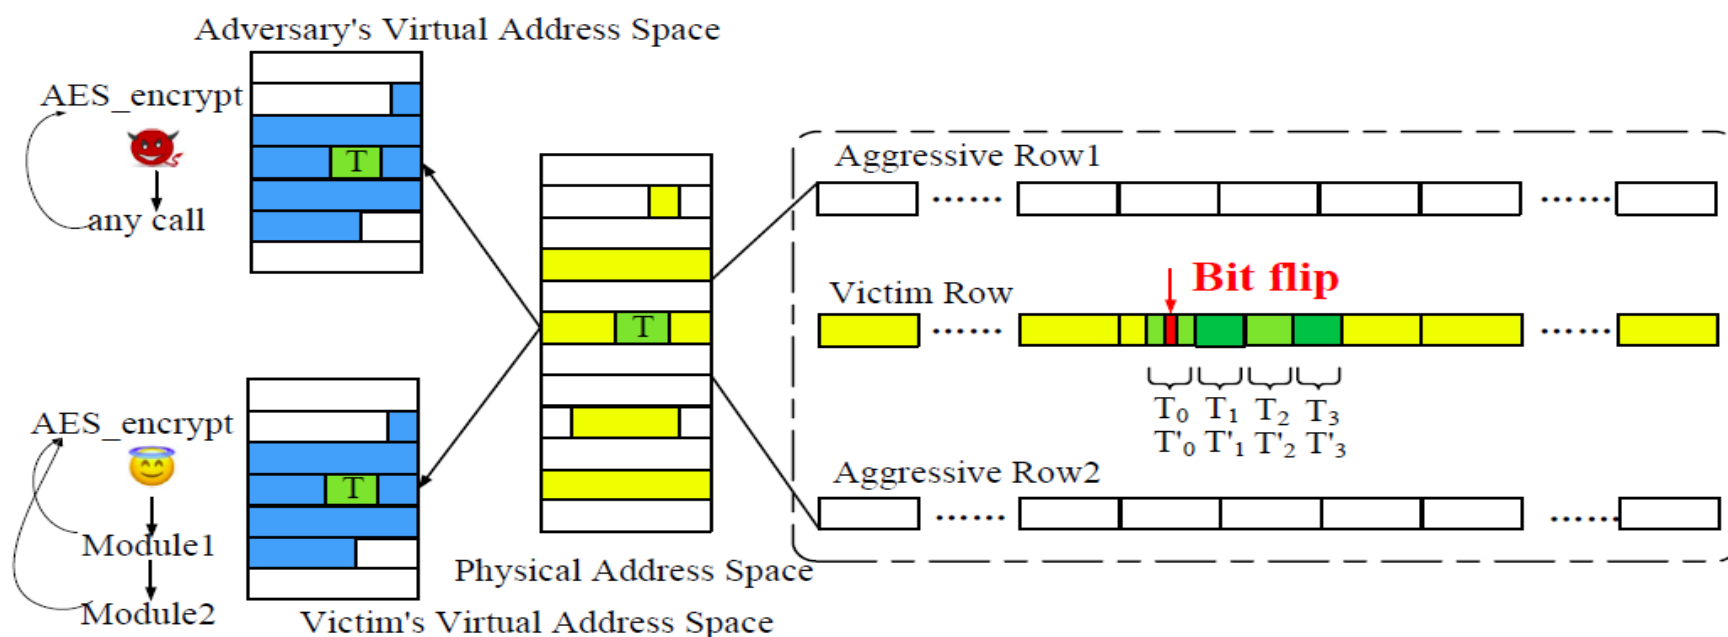 Adversary's Virtual Address Space
AES_encrypt
any call
T
T
AES_encrypt
Module1
Module2
T
Victim's Virtual Address Space
Physical Address Space
Aggressive Row1
......
......
Bit flip
Victim Row
......
......
T0 T1 T2 T3
T'0 T'1 T'2 T'3
Aggressive Row2
......
......